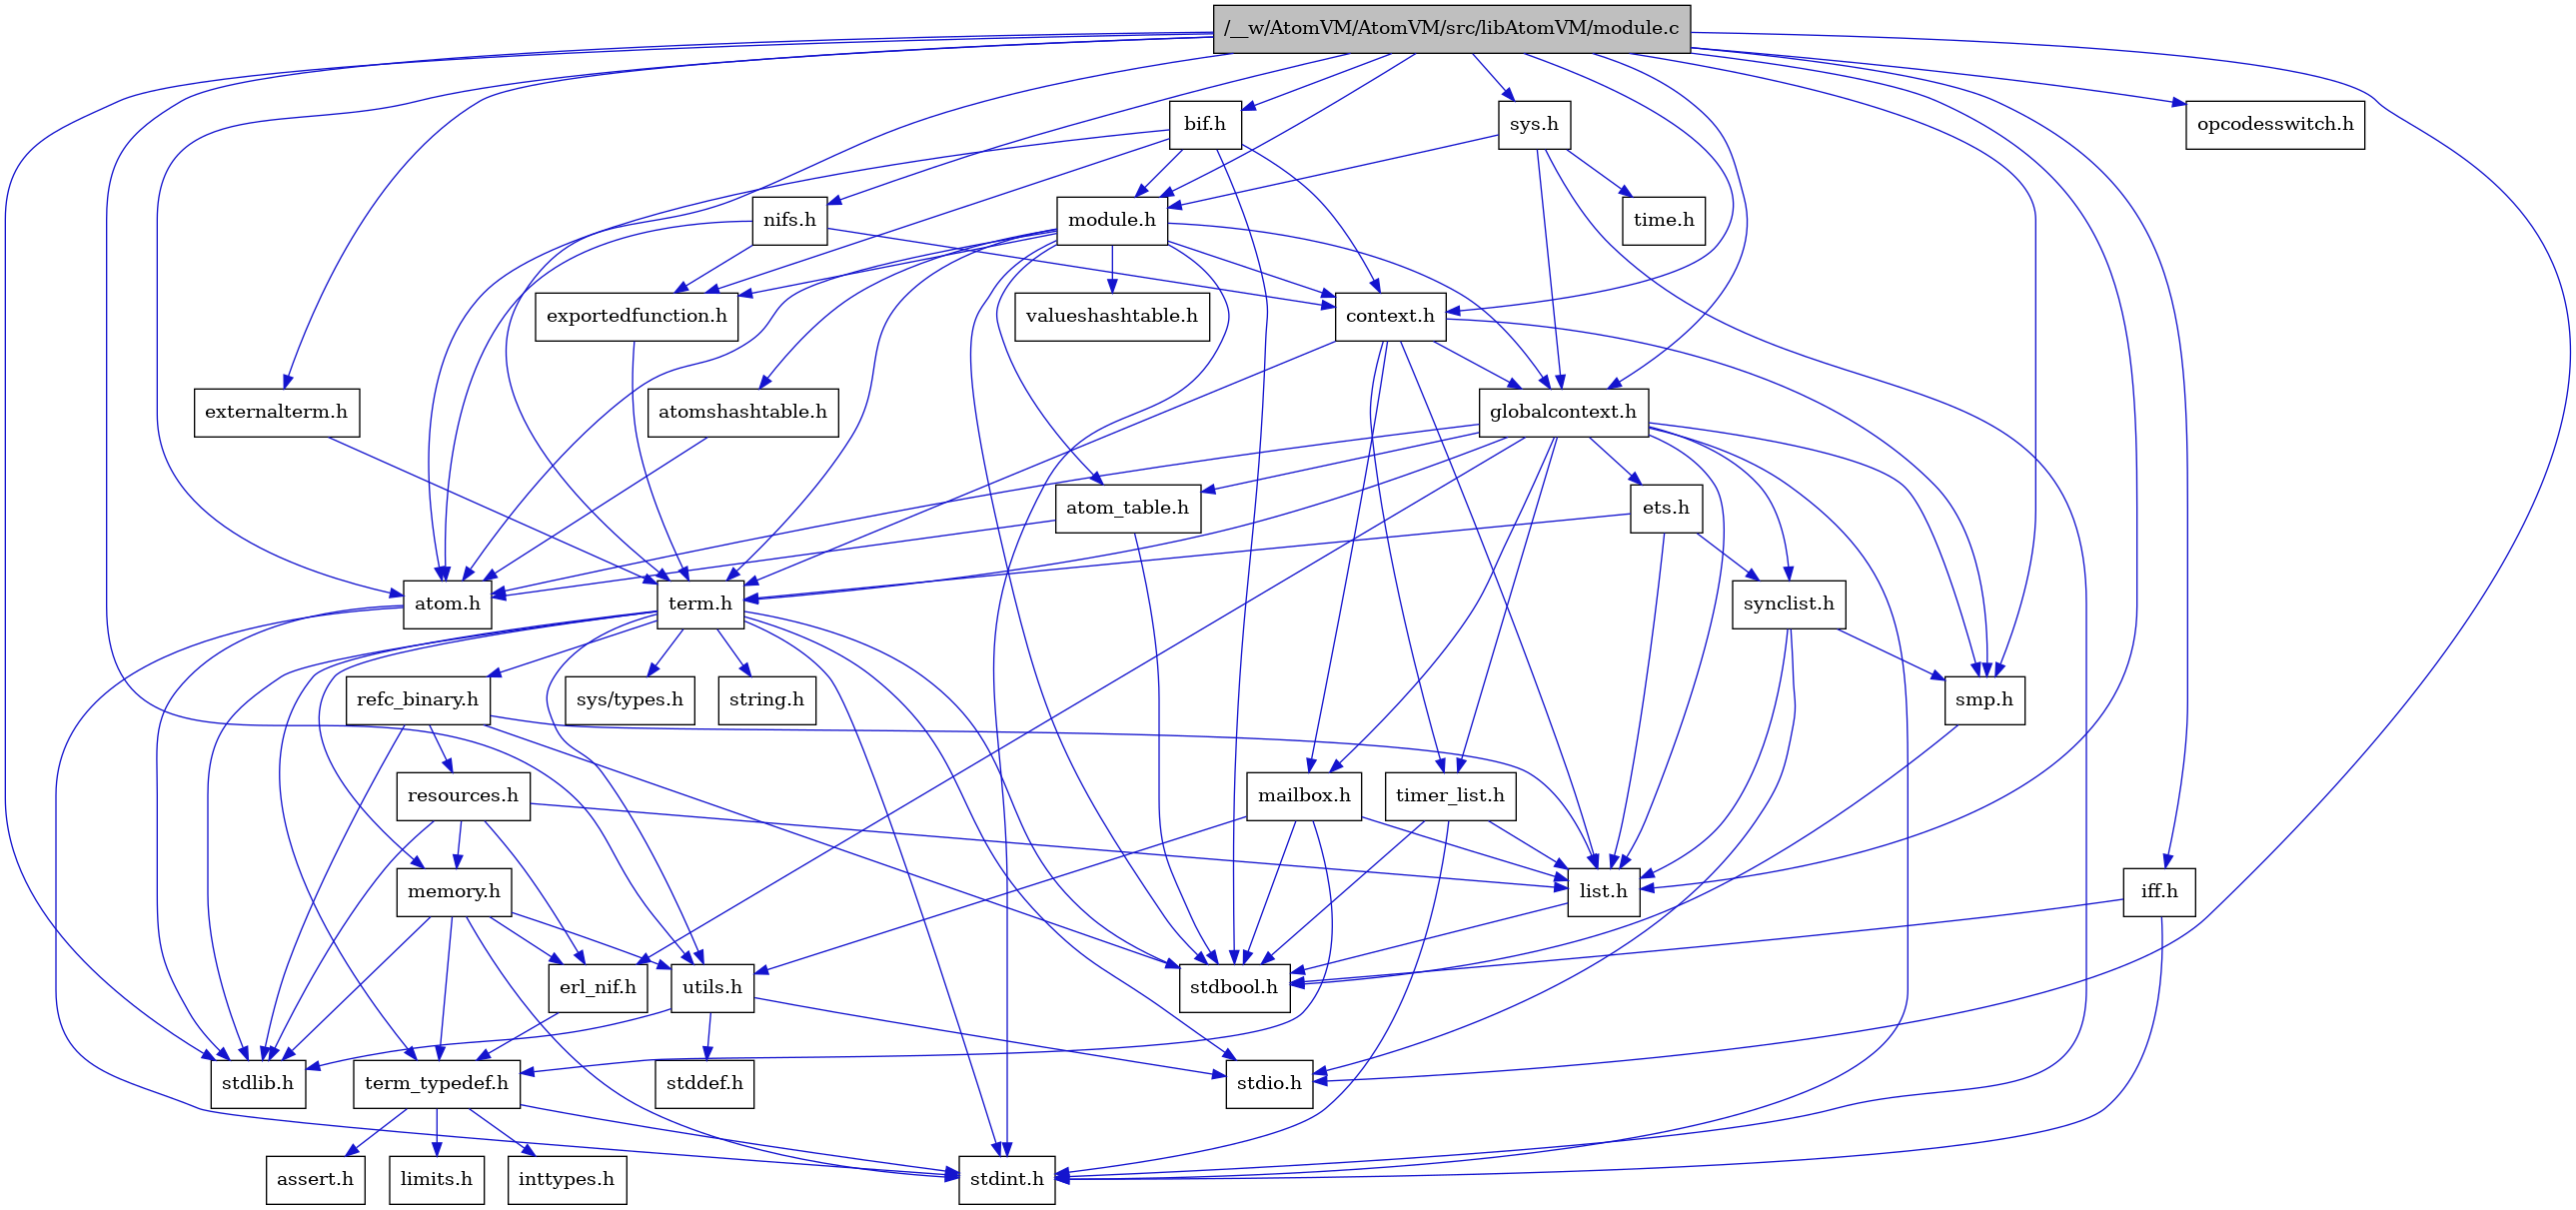 /__w/AtomVM/AtomVM/src/libAtomVM/module.c
bif.h
sys.h
opcodesswitch.h
nifs.h
module.h
time.h
exportedfunction.h
valueshashtable.h
context.h
externalterm.h
atomshashtable.h
globalcontext.h
atom_table.h
ets.h
atom.h
term.h
synclist.h
refc_binary.h
sys/types.h
string.h
smp.h
resources.h
mailbox.h
timer_list.h
memory.h
list.h
iff.h
erl_nif.h
utils.h
stdbool.h
stdlib.h
term_typedef.h
stddef.h
stdio.h
assert.h
limits.h
inttypes.h
stdint.h